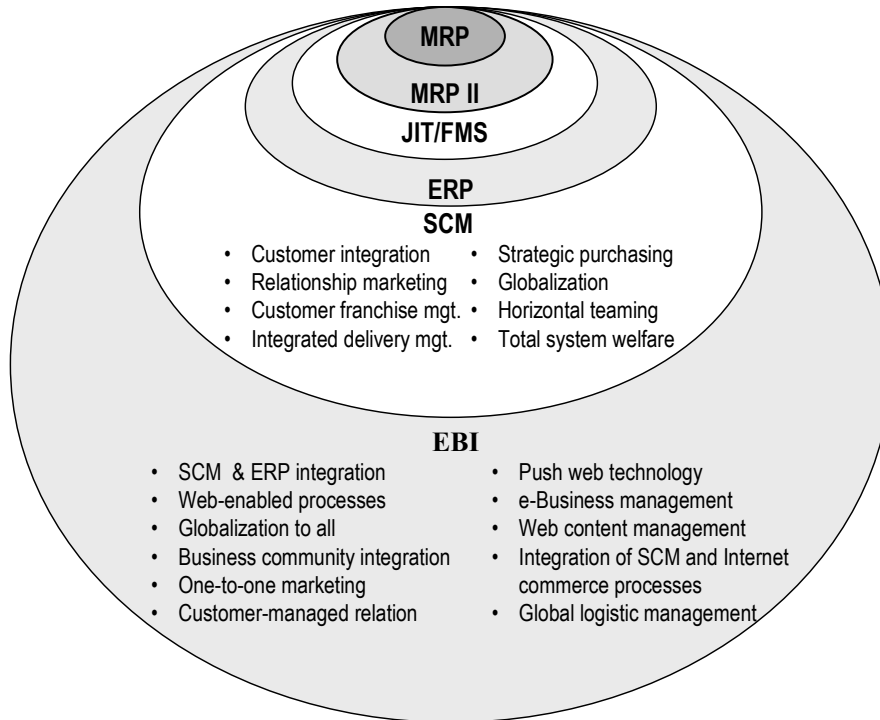 MRP
MRP II
JIT/FMS
ERP
SCM
• Customer integration
• Relationship marketing
• Customer franchise mgt.
• Integrated delivery mgt.
• Strategic purchasing
• Globalization
• Horizontal teaming
• Total system welfare
EBI
• SCM & ERP integration
• Web-enabled processes
• Globalization to all
• Business community integration
• One-to-one marketing
• Customer-managed relation
• Push web technology
• e-Business management
• Web content management
• Integration of SCM and Internet
commerce processes
• Global logistic management